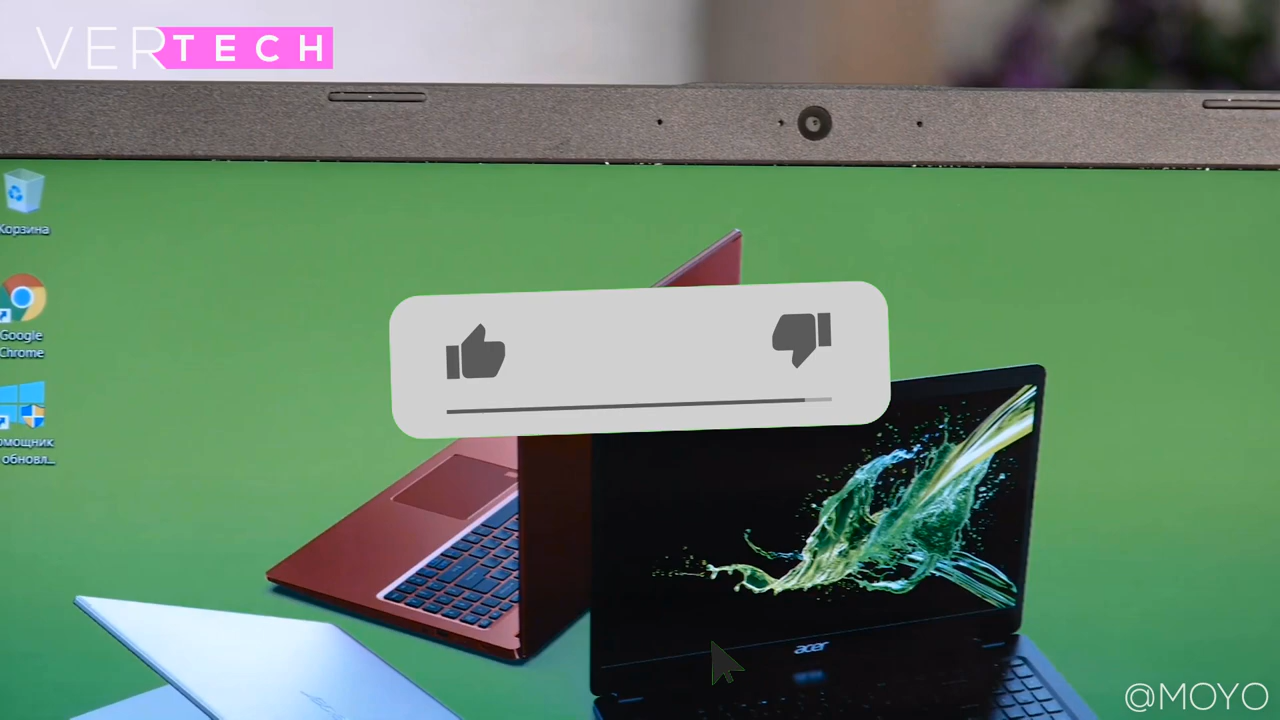 VERTECH
Корзина
Google
Chrome
омощник
обновл...
acer
@MOYO